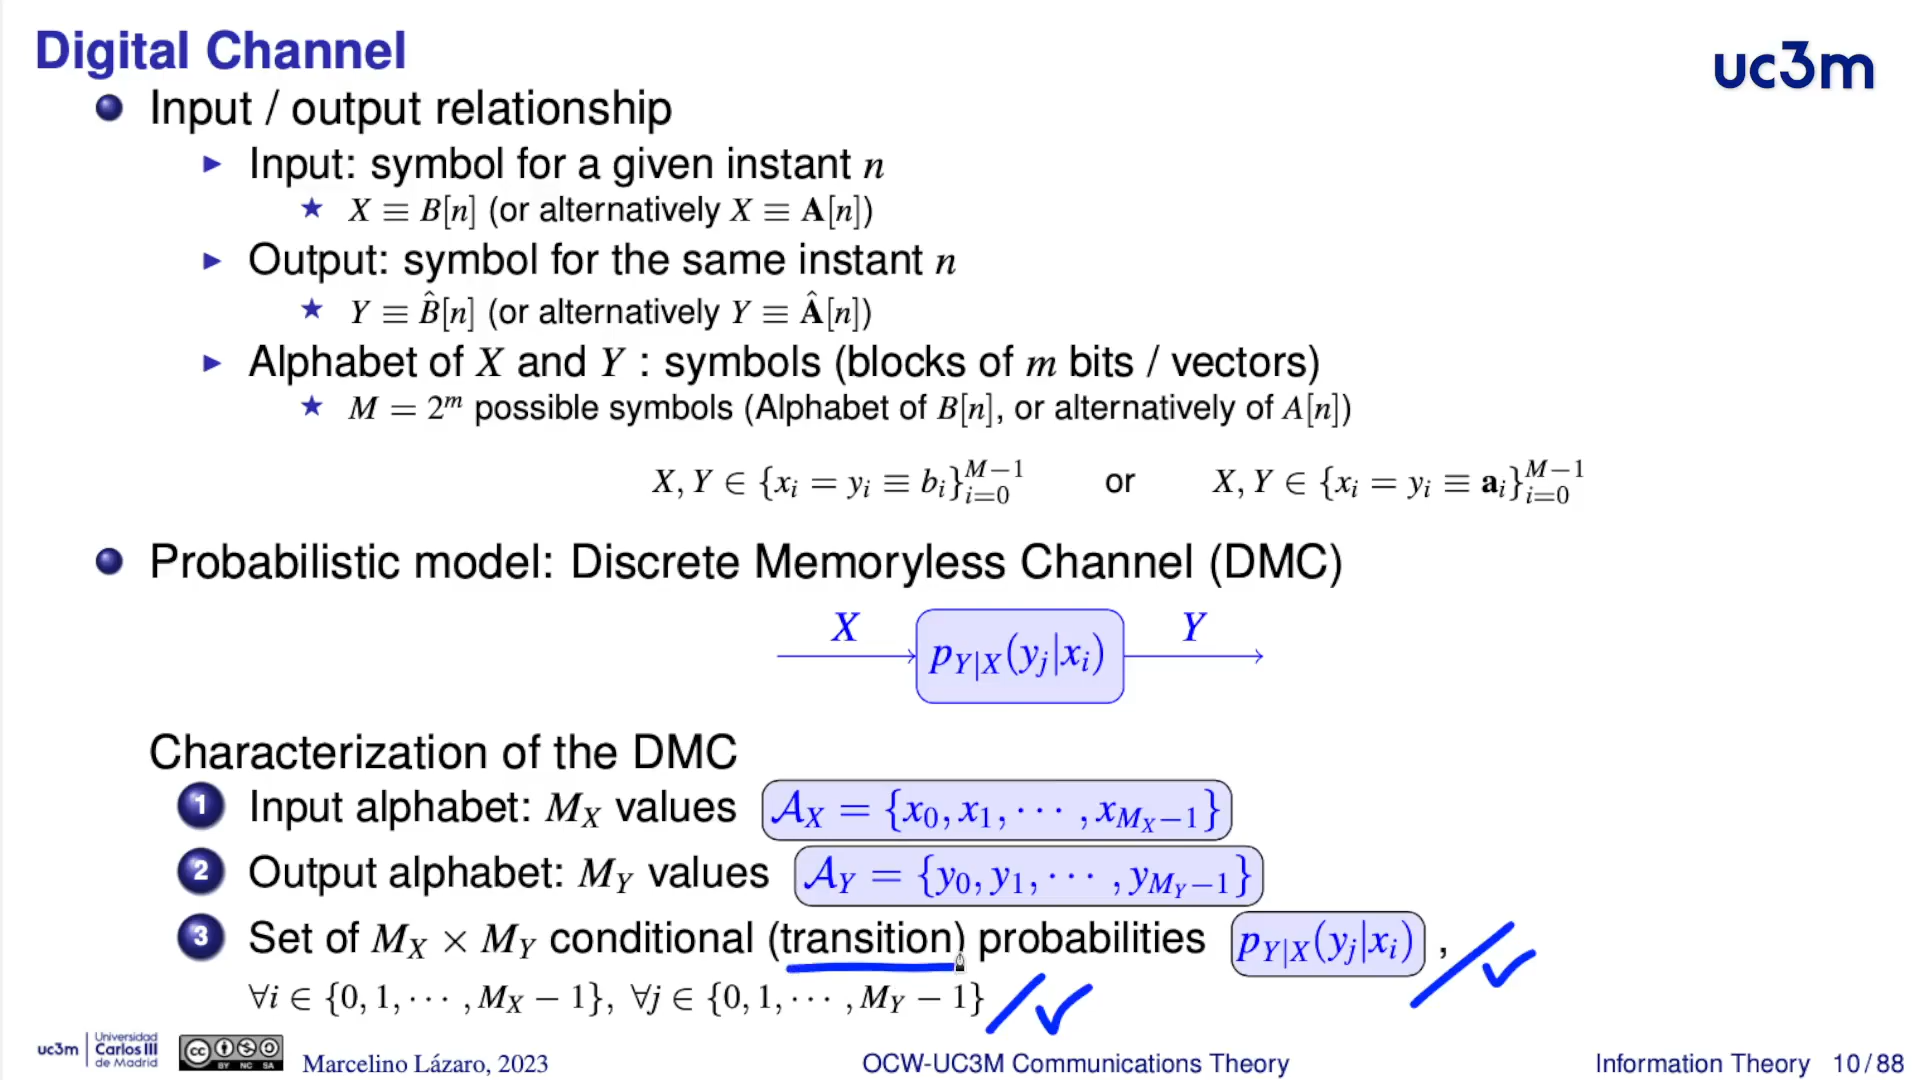 Digital Channel
uc3m
Input / output relationship
Input: symbol for a given instant n
X ≡ B[n] (or alternatively X ≡ A[n])
Output: symbol for the same instant n
Y ≡ B̂[n] (or alternatively Y ≡ Â[n])
Alphabet of X and Y : symbols (blocks of m bits / vectors)
M = 2^m possible symbols (Alphabet of B[n], or alternatively of A[n])
X, Y ∈ {x_i = y_i ≡ b_i}_{i=0}^{M−1} or X, Y ∈ {x_i = y_i ≡ a_i}_{i=0}^{M−1}
Probabilistic model: Discrete Memoryless Channel (DMC)
X p_{Y|X}(y_j|x_i) Y
Characterization of the DMC
1 Input alphabet: M_X values A_X = {x_0, x_1, ⋯ , x_{M_X−1}}
2 Output alphabet: M_Y values A_Y = {y_0, y_1, ⋯ , y_{M_Y−1}}
3 Set of M_X × M_Y conditional (transition) probabilities p_{Y|X}(y_j|x_i) ,
∀i ∈ {0, 1, ⋯ , M_X − 1}, ∀j ∈ {0, 1, ⋯ , M_Y − 1}
uc3m Universidad
Carlos III
de Madrid
cc BY NC SA
Marcelino Lázaro, 2023 OCW-UC3M Communications Theory Information Theory 10 / 88